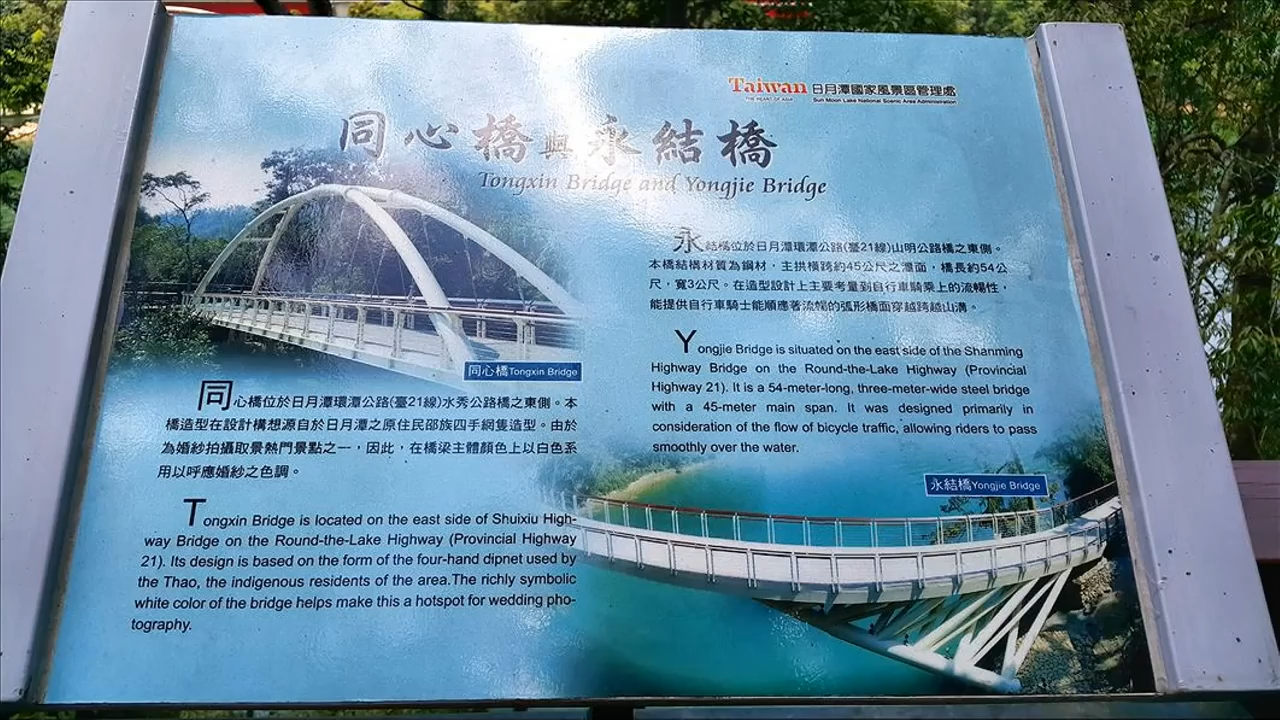 Taiwan 日月潭國家風景區管理處
THE HEART OF ASIA Sun Moon Lake National Scenic Area Administration
同心橋與永結橋
Tongxin Bridge and Yongjie Bridge
同心橋Tongxin Bridge
同心橋位於日月潭環潭公路(臺21線)水秀公路橋之東側。本
橋造型在設計構想源自於日月潭之原住民邵族四手網隻造型。由於
為婚紗拍攝取景熱門景點之一，因此，在橋梁主體顏色上以白色系
用以呼應婚紗之色調。
Tongxin Bridge is located on the east side of Shuixiu High-
way Bridge on the Round-the-Lake Highway (Provincial Highway
21). Its design is based on the form of the four-hand dipnet used by
the Thao, the indigenous residents of the area.The richly symbolic
white color of the bridge helps make this a hotspot for wedding pho-
tography.
永結橋位於日月潭環潭公路(臺21線)山明公路橋之東側。
本橋結構材質為鋼材，主拱橫跨約45公尺之潭面，橋長約54公
尺，寬3公尺。在造型設計上主要考量到自行車騎乘上的流暢性，
能提供自行車騎士能順應著流暢的弧形橋面穿越跨越山溝。
Yongjie Bridge is situated on the east side of the Shanming
Highway Bridge on the Round-the-Lake Highway (Provincial
Highway 21). It is a 54-meter-long, three-meter-wide steel bridge
with a 45-meter main span. It was designed primarily in
consideration of the flow of bicycle traffic, allowing riders to pass
smoothly over the water.
永結橋Yongjie Bridge